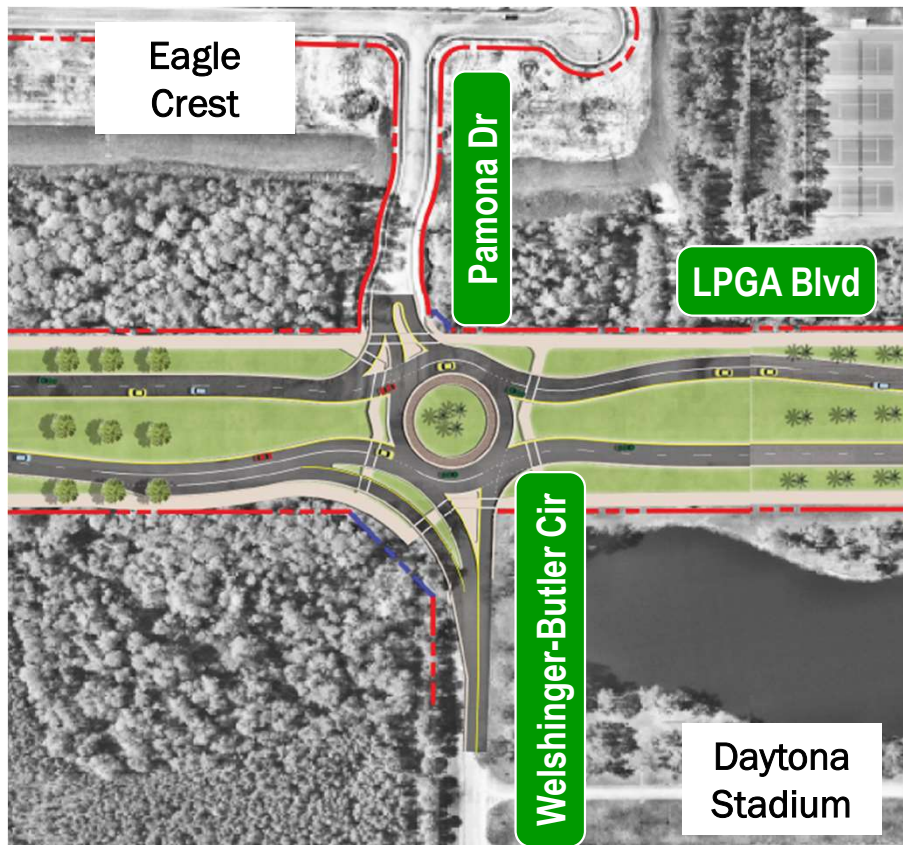 Eagle
Crest
Pamona Dr
LPGA Blvd
Welshinger-Butler Cir
Daytona
Stadium